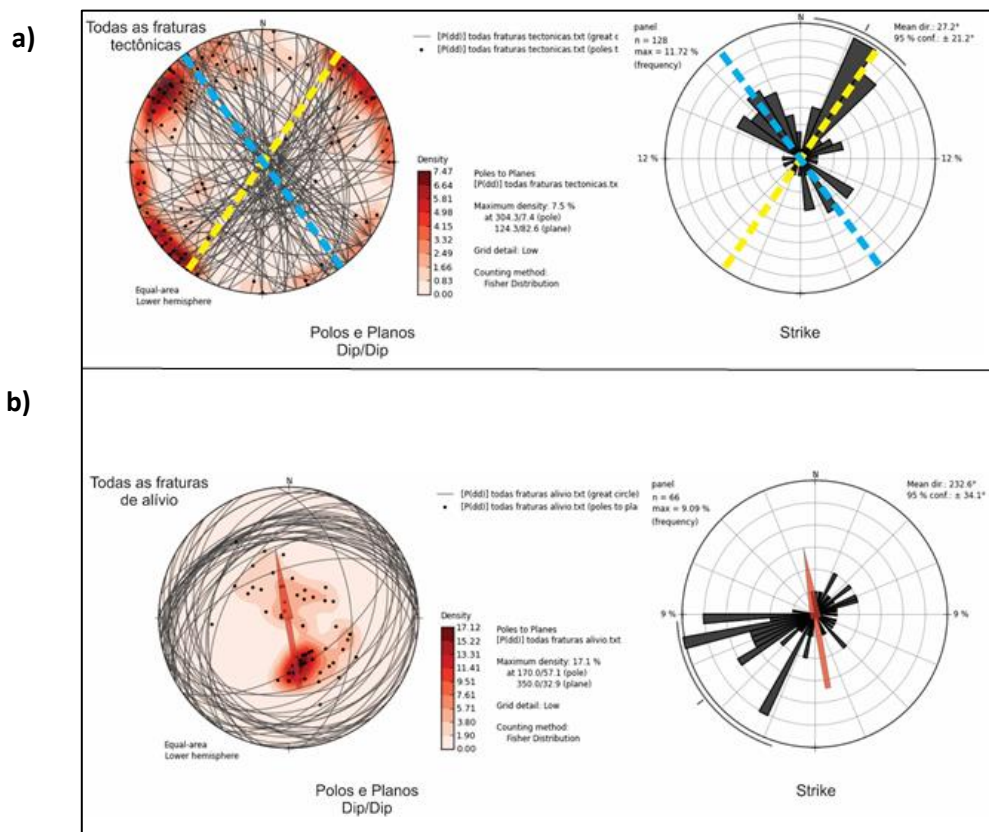 a)
Todas as fraturas
tectônicas
N
[P(dd)] todas fraturas tectonicas.txt (great c
[P(dd)] todas fraturas tectonicas.txt (poles t
Density
7.47
6.64
5.81
4.98
4.15
3.32
2.49
1.66
0.83
0.00
Poles to Planes
[P(dd)] todas fraturas tectonicas.tx
Maximum density: 7.5 %
at 304.3/7.4 (pole)
124.3/82.6 (plane)
Grid detail: Low
Counting method:
Fisher Distribution
Equal-area
Lower hemisphere
Polos e Planos
Dip/Dip
panel
n = 128
max = 11.72 %
(frequency)
N
Mean dir.: 27.2°
95 % conf.: ± 21.2°
12 %
12 %
Strike
b)
Todas as fraturas
de alívio
N
[P(dd)] todas fraturas alivio.txt (great circle)
[P(dd)] todas fraturas alivio.txt (poles to pla
Density
17.12
15.22
13.31
11.41
9.51
7.61
5.71
3.80
1.90
0.00
Poles to Planes
[P(dd)] todas fraturas alivio.txt
Maximum density: 17.1 %
at 170.0/57.1 (pole)
350.0/32.9 (plane)
Grid detail: Low
Counting method:
Fisher Distribution
Equal-area
Lower hemisphere
Polos e Planos
Dip/Dip
panel
n = 66
max = 9.09 %
(frequency)
N
Mean dir.: 232.6°
95 % conf.: ± 34.1°
9 %
9 %
Strike